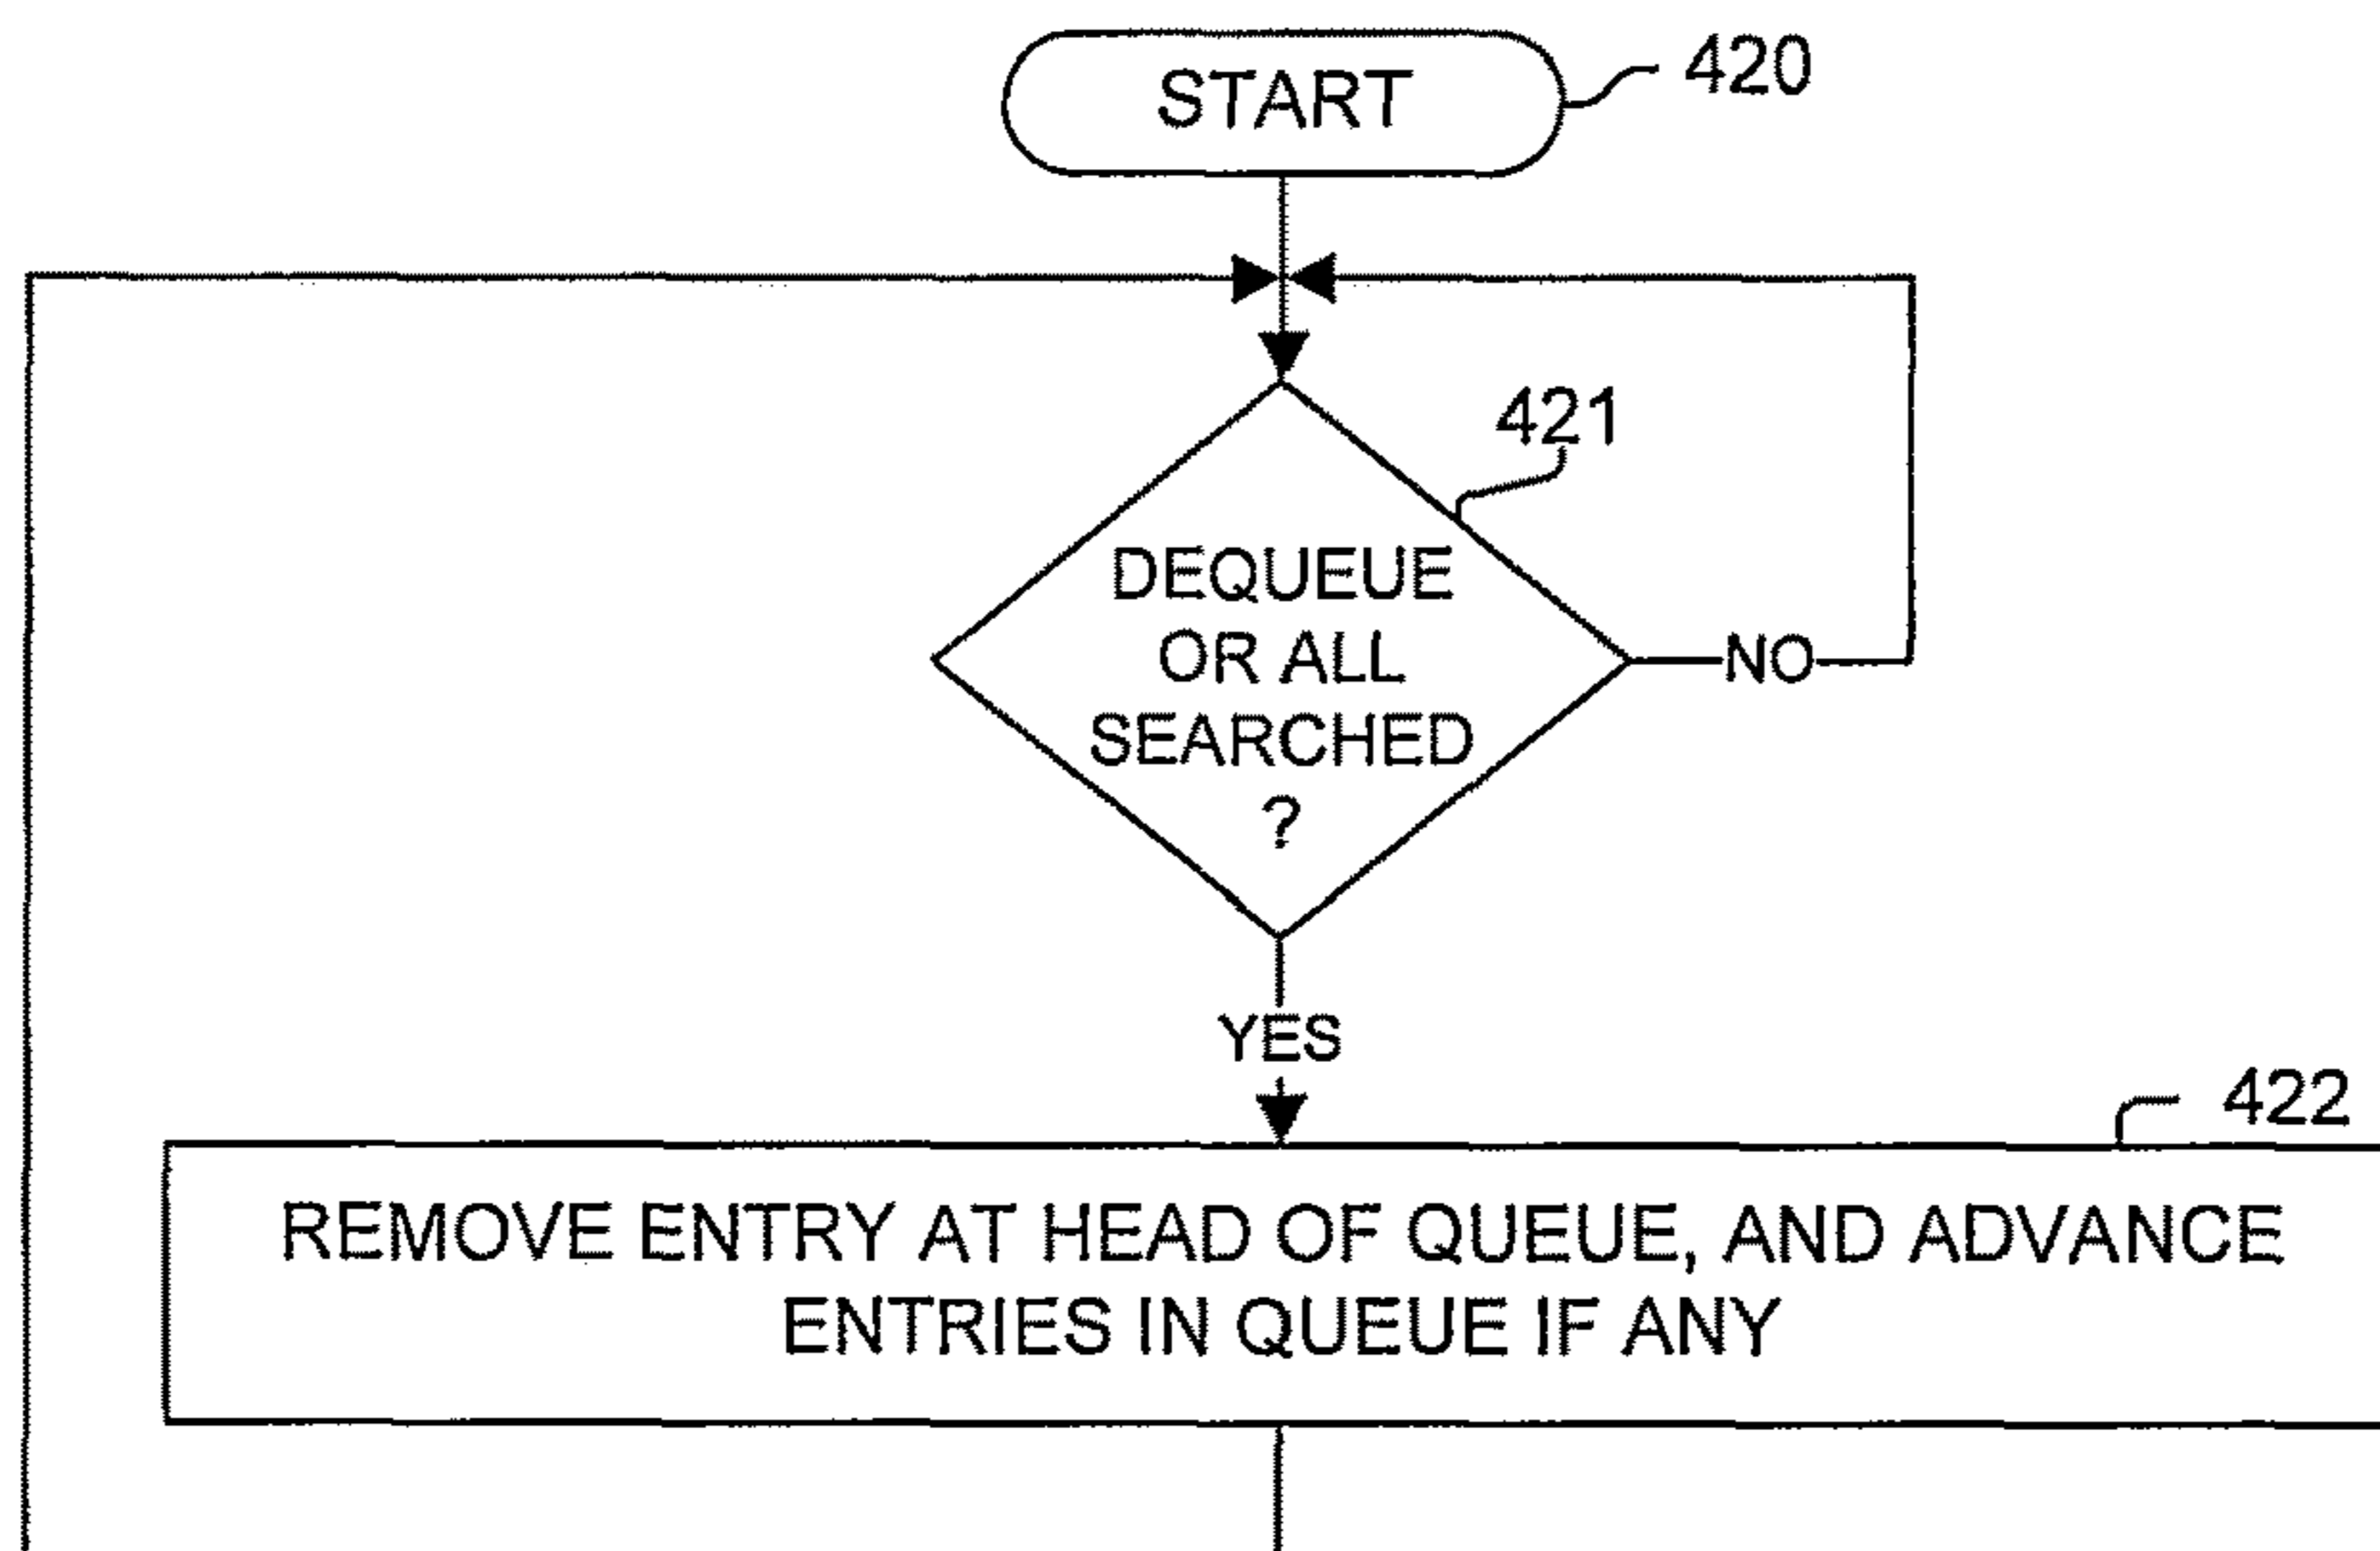 START
420
421
DEQUEUE
OR ALL
SEARCHED
?
NO
YES
422
REMOVE ENTRY AT HEAD OF QUEUE, AND ADVANCE
ENTRIES IN QUEUE IF ANY